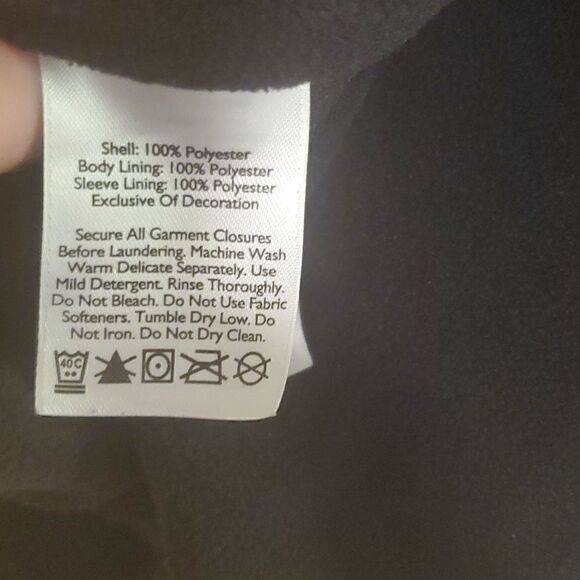 Shell: 100% Polyester
Body Lining: 100% Polyester
Sleeve Lining: 100% Polyester
Exclusive Of Decoration
Secure All Garment Closures
Before Laundering. Machine Wash
Warm Delicate Separately. Use
Mild Detergent. Rinse Thoroughly.
Do Not Bleach. Do Not Use Fabric
Softeners. Tumble Dry Low. Do
Not Iron. Do Not Dry Clean.
40C